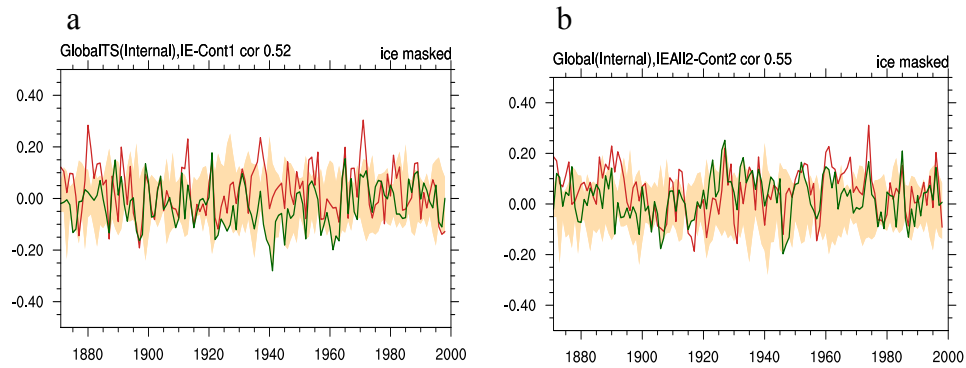 a
GlobalTS(Internal),IE-Cont1 cor 0.52 ice masked
0.40
0.20
0.00
-0.20
-0.40
1880 1900 1920 1940 1960 1980 2000
b
Global(Internal),IEAll2-Cont2 cor 0.55 ice masked
0.40
0.20
0.00
-0.20
-0.40
1880 1900 1920 1940 1960 1980 2000